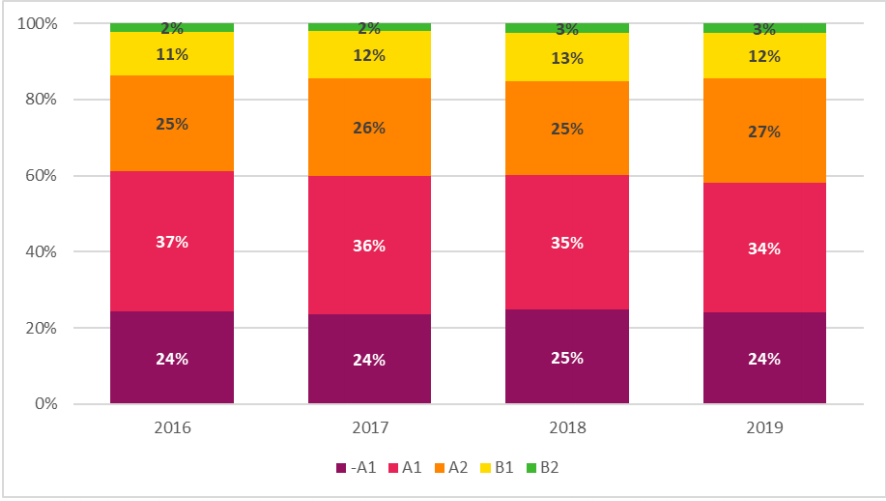 100%
2% 2% 3% 3%
11% 12% 13% 12%
80%
25% 26% 25% 27%
60%
37% 36% 35% 34%
40%
20%
24% 24% 25% 24%
0%
2016 2017 2018 2019
-A1 A1 A2 B1 B2